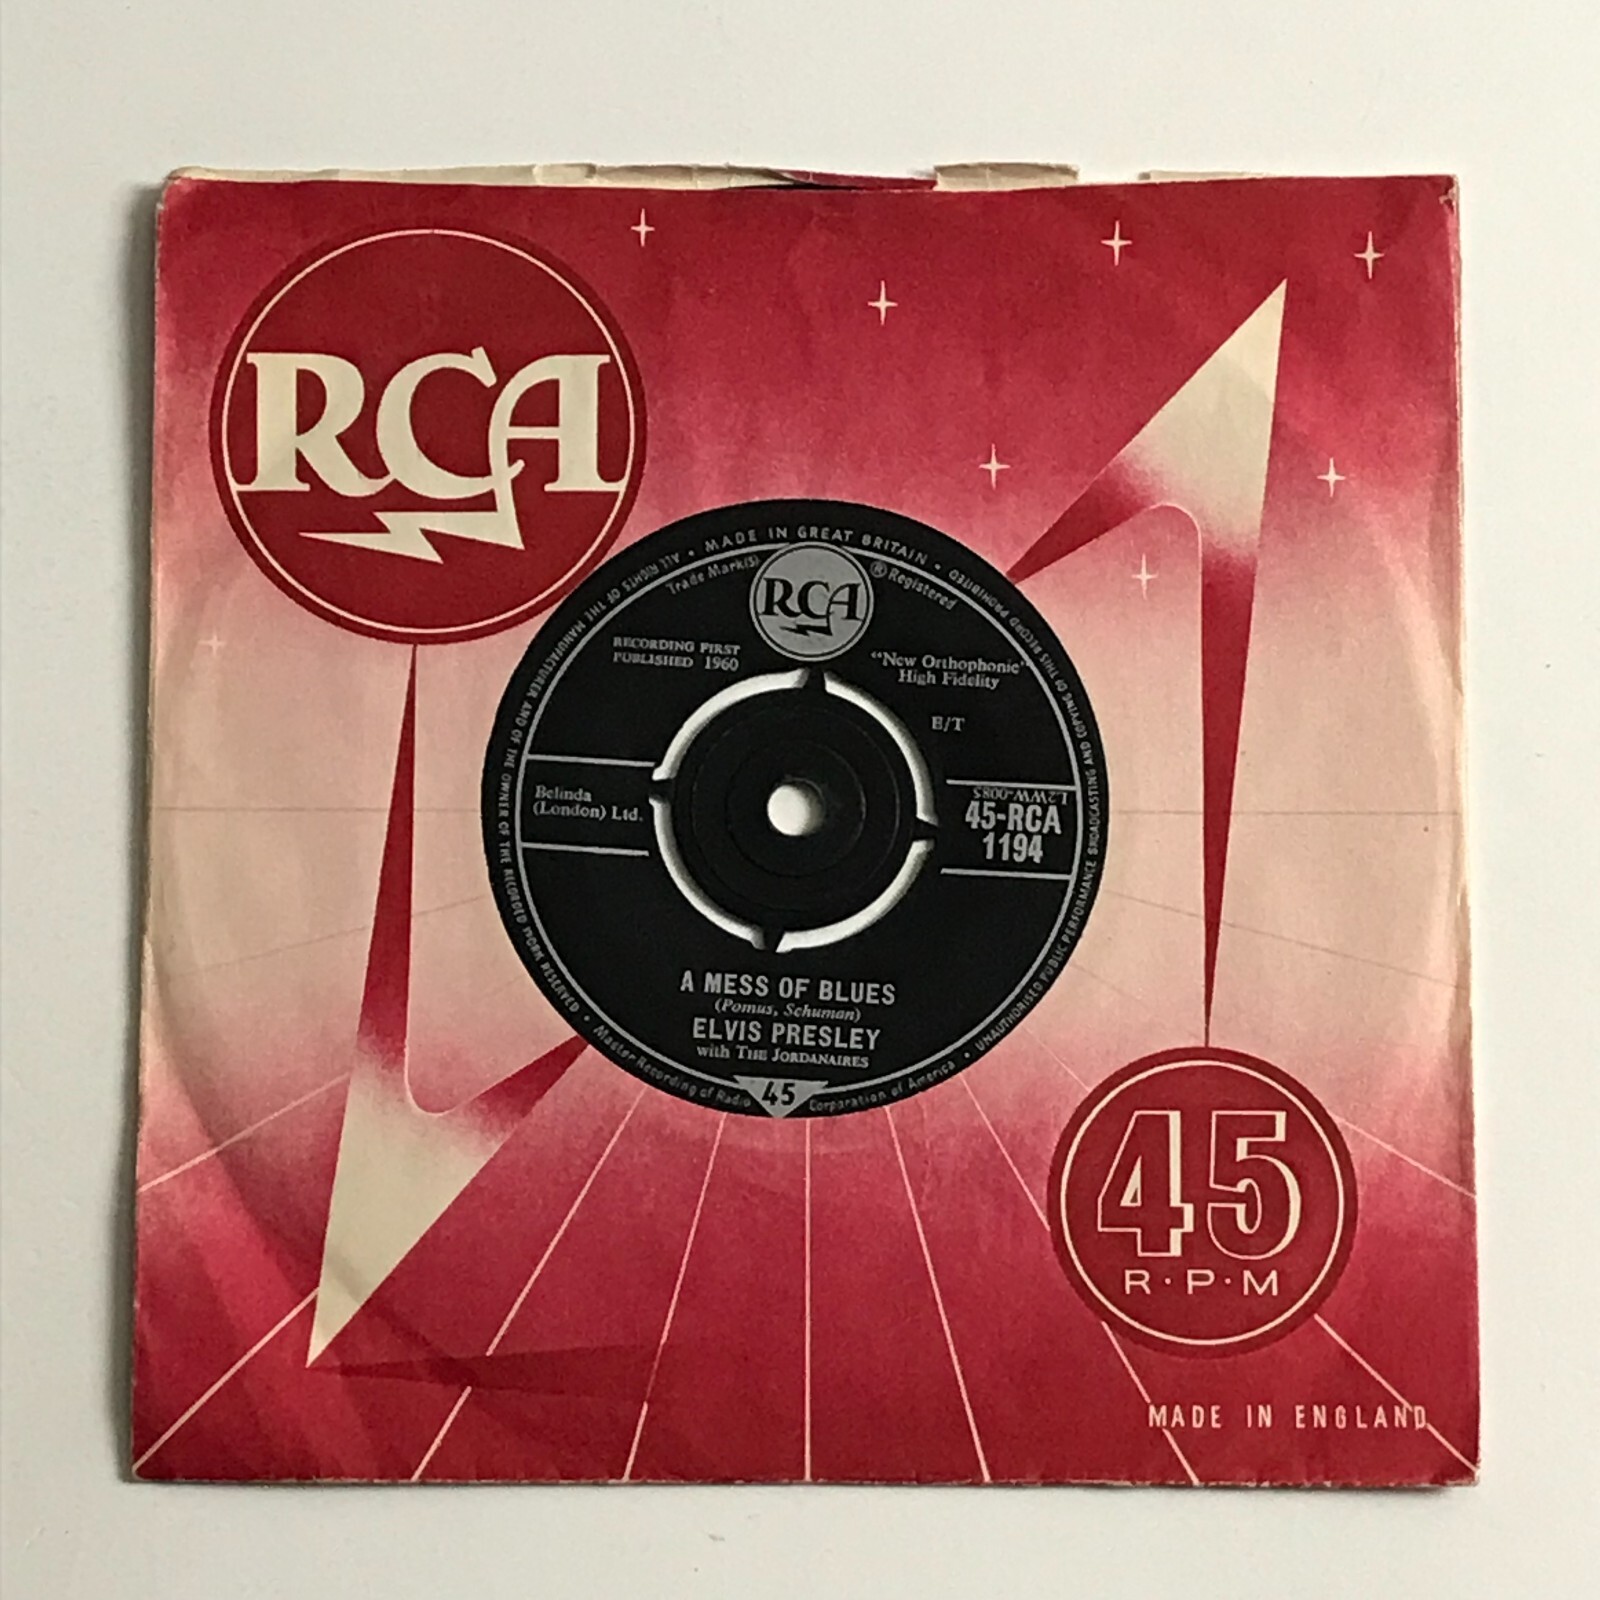 RCA
MADE IN GREAT BRITAIN • ALL RIGHTS OF THE MANUFACTURER AND OF THE OWNER OF THE RECORDED WORK RESERVED • UNAUTHORISED PUBLIC PERFORMANCE BROADCASTING AND COPYING OF THIS RECORD PROHIBITED •
Trade Mark(s)
RCA
® Registered
RECORDING FIRST
PUBLISHED 1960
"New Orthophonic"
High Fidelity
E/T
Belinda
(London) Ltd.
L2WW-0085
45-RCA
1194
A MESS OF BLUES
(Pomus, Schuman)
ELVIS PRESLEY
with THE JORDANAIRES
Master Recording of Radio Corporation of America
45
45
R·P·M
MADE IN ENGLAND